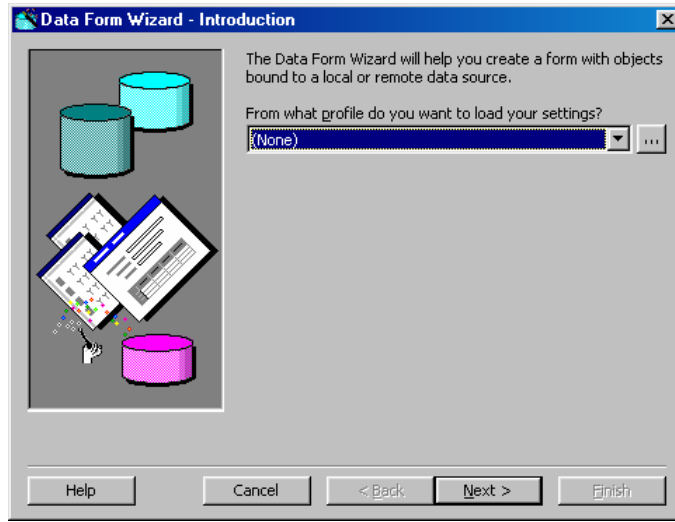 Data Form Wizard - Introduction
The Data Form Wizard will help you create a form with objects
bound to a local or remote data source.
From what profile do you want to load your settings?
(None)
...
Help
Cancel
< Back
Next >
Finish